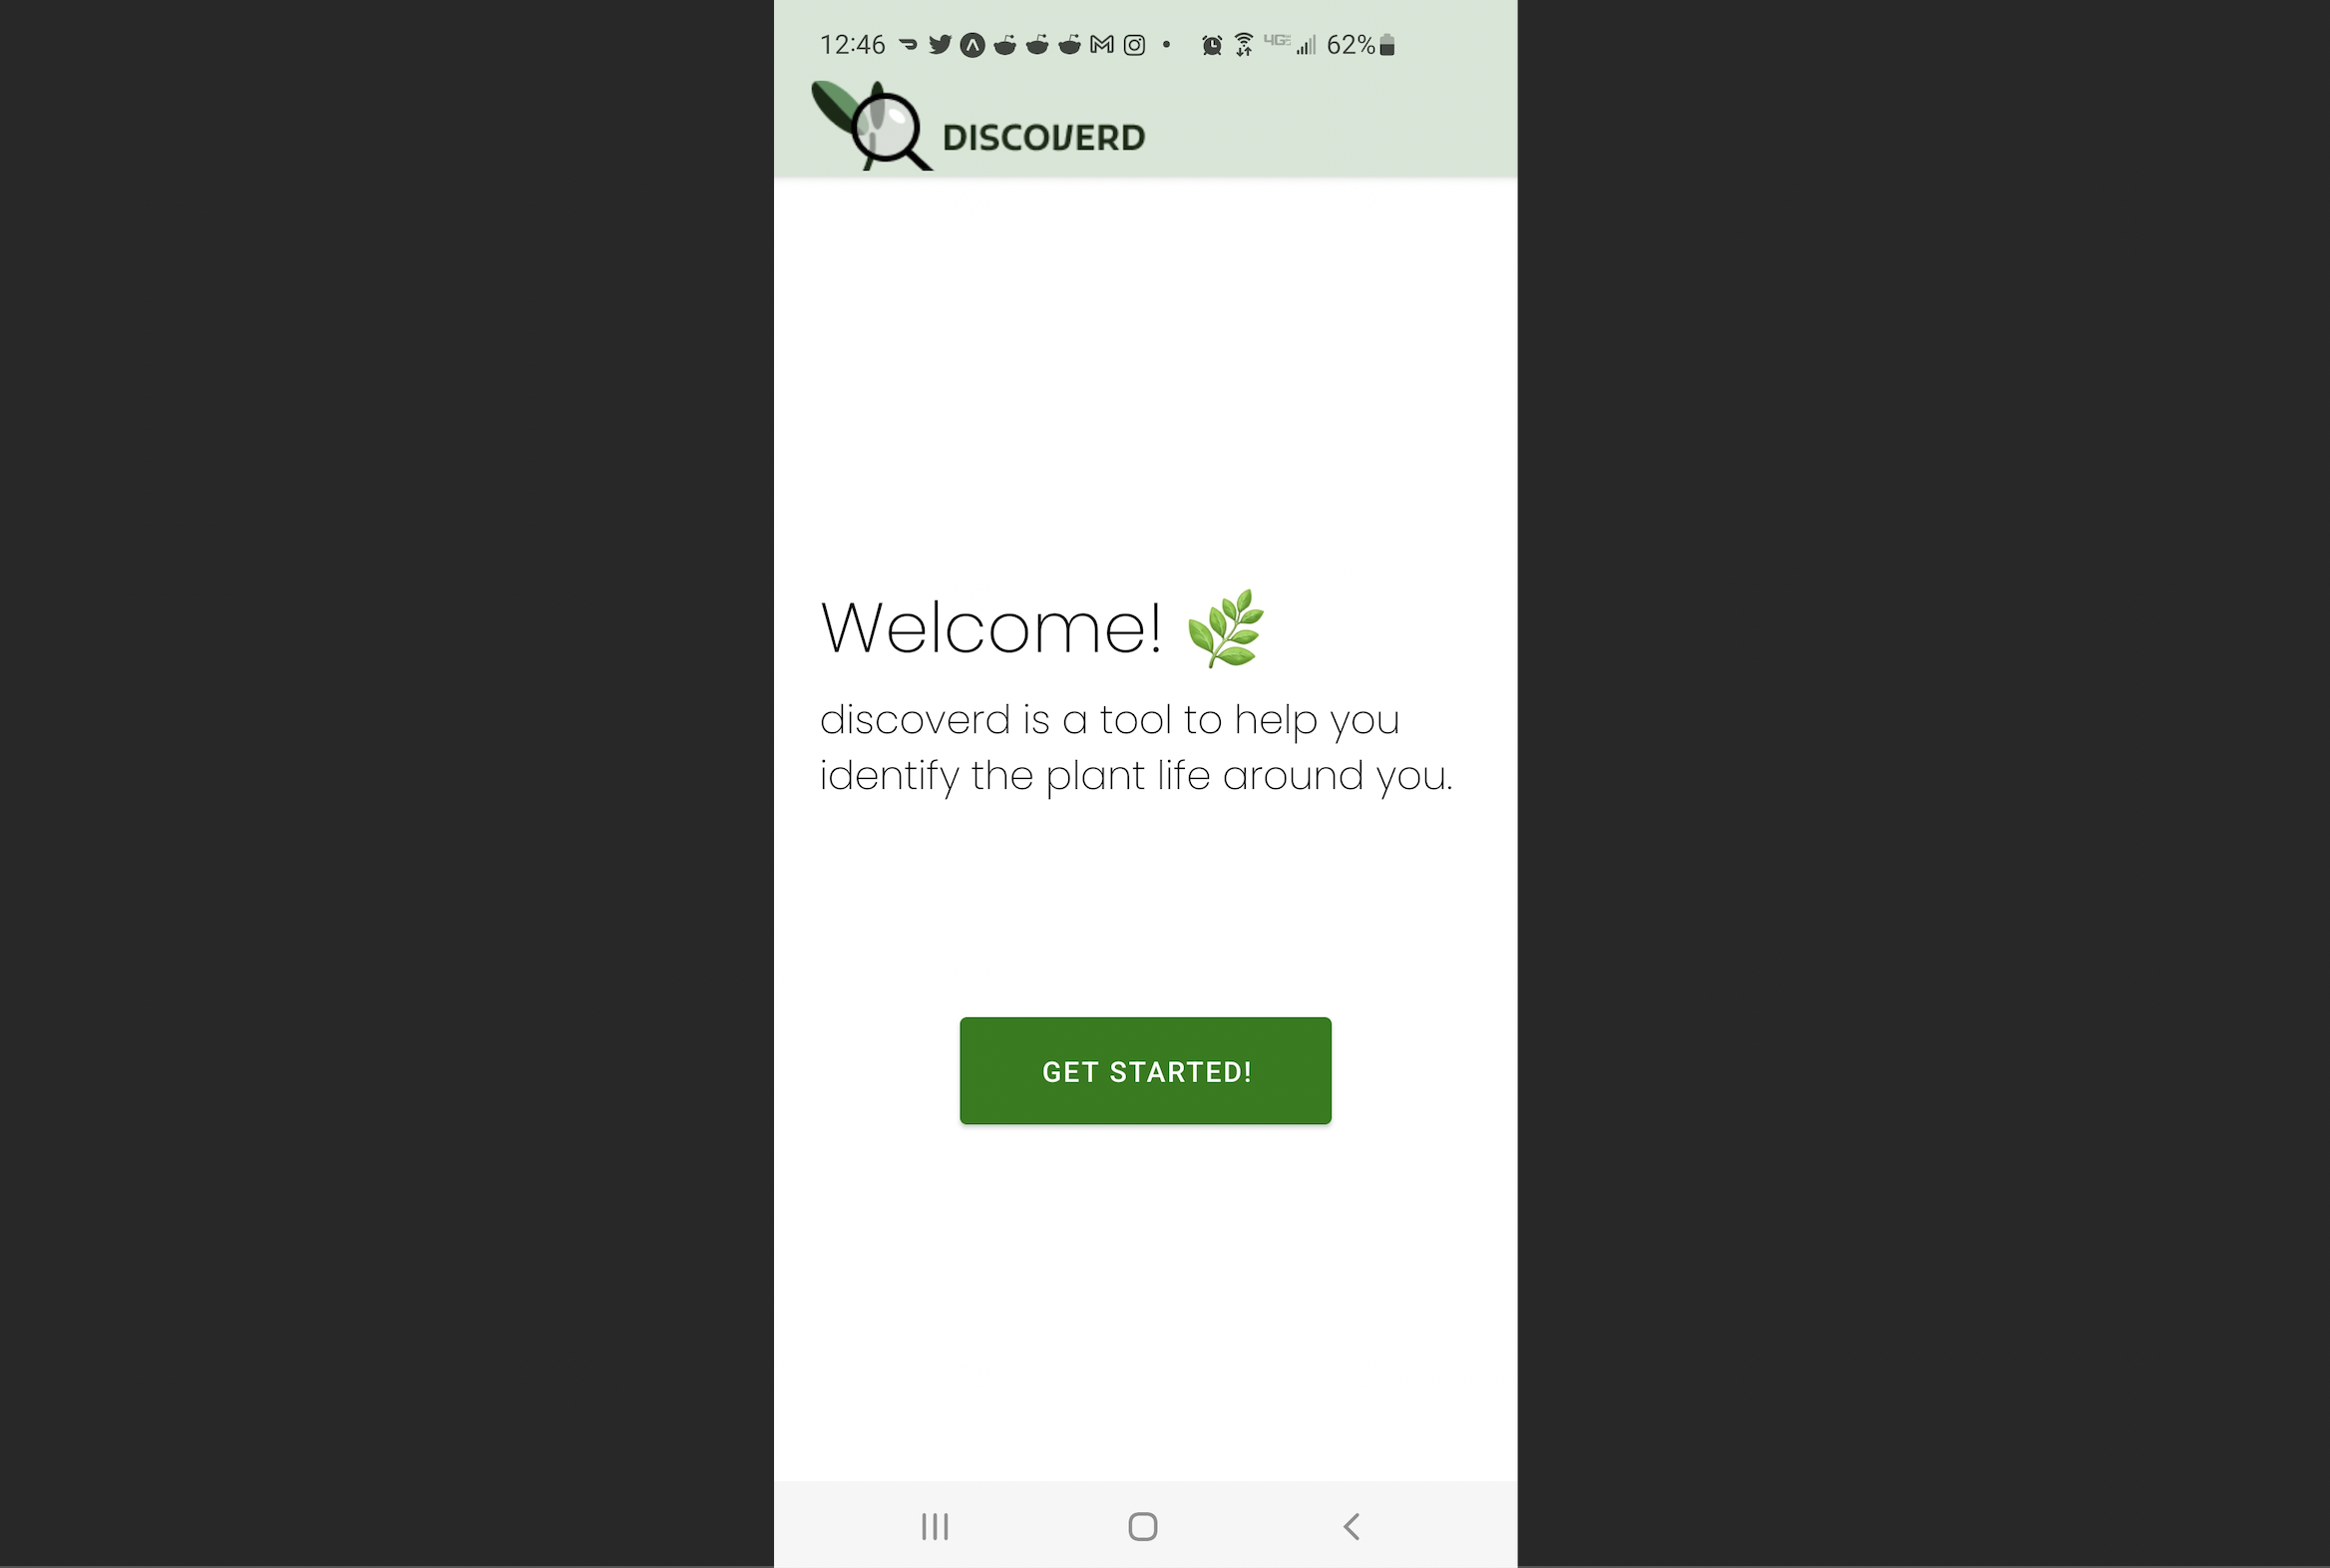 12:46 4GE 62%
DISCOVERD
Welcome!
discoverd is a tool to help you
identify the plant life around you.
GET STARTED!